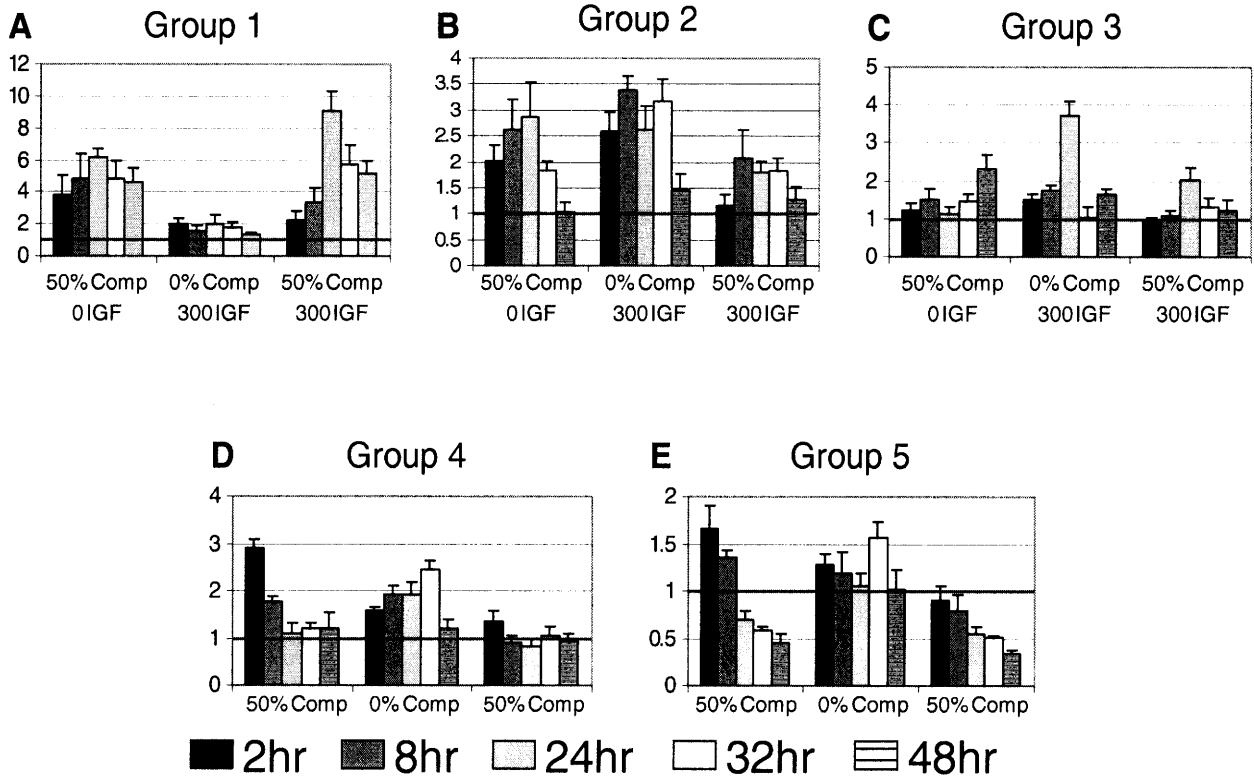 A Group 1
12
10
8
6
4
2
0
50% Comp 0% Comp 50% Comp
0 IGF 300 IGF 300 IGF
B Group 2
4
3.5
3
2.5
2
1.5
1
0.5
0
50% Comp 0% Comp 50% Comp
0 IGF 300 IGF 300 IGF
C Group 3
5
4
3
2
1
0
50% Comp 0% Comp 50% Comp
0 IGF 300 IGF 300 IGF
D Group 4
4
3
2
1
0
50% Comp 0% Comp 50% Comp
E Group 5
2
1.5
1
0.5
0
50% Comp 0% Comp 50% Comp
2hr 8hr 24hr 32hr 48hr